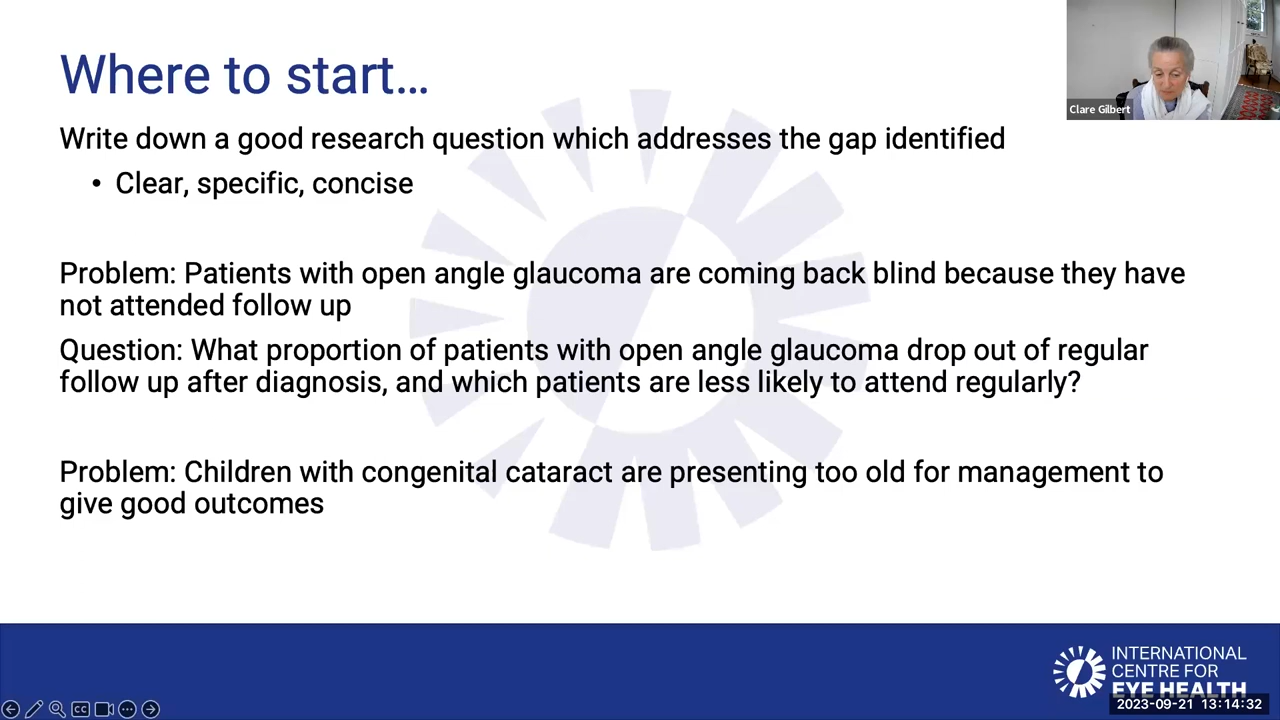 Where to start...
Clare Gilbert
Write down a good research question which addresses the gap identified
• Clear, specific, concise
Problem: Patients with open angle glaucoma are coming back blind because they have
not attended follow up
Question: What proportion of patients with open angle glaucoma drop out of regular
follow up after diagnosis, and which patients are less likely to attend regularly?
Problem: Children with congenital cataract are presenting too old for management to
give good outcomes
INTERNATIONAL
CENTRE FOR
EYE HEALTH
CC
2023-09-21 13:14:32